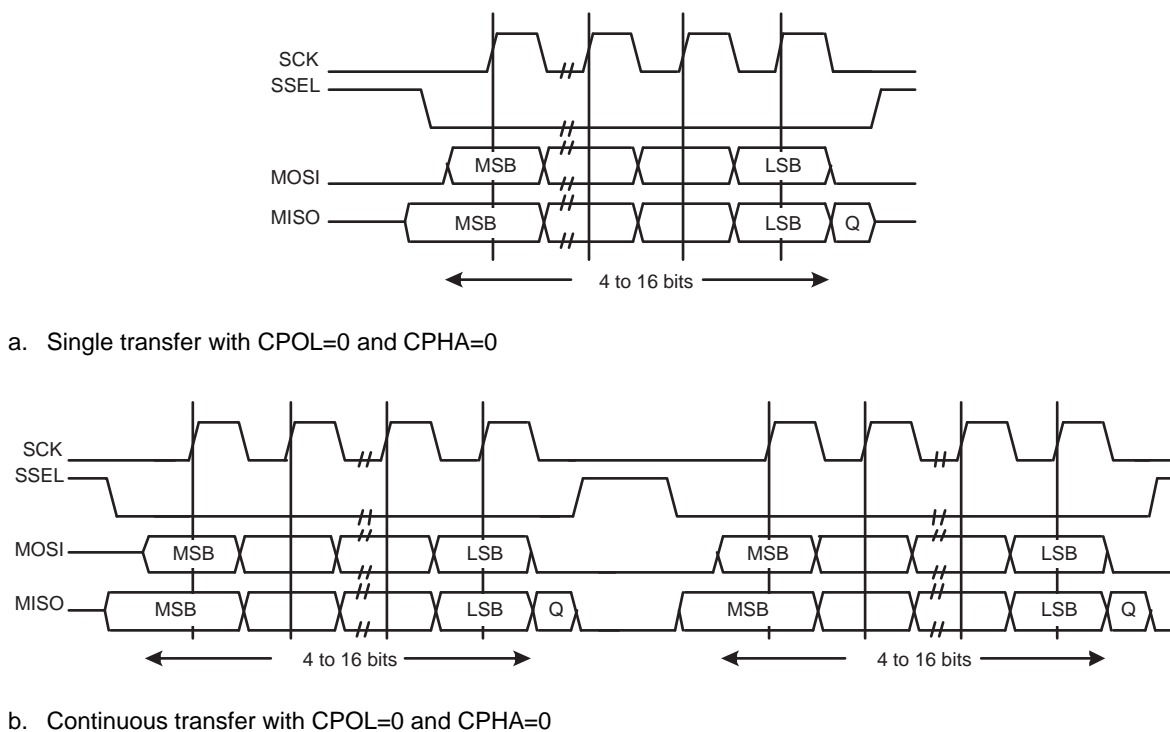 SCK
SSEL
MOSI MSB LSB
MISO MSB LSB Q
4 to 16 bits
a. Single transfer with CPOL=0 and CPHA=0
SCK
SSEL
MOSI MSB LSB MSB LSB
MISO MSB LSB Q MSB LSB Q
4 to 16 bits 4 to 16 bits
b. Continuous transfer with CPOL=0 and CPHA=0